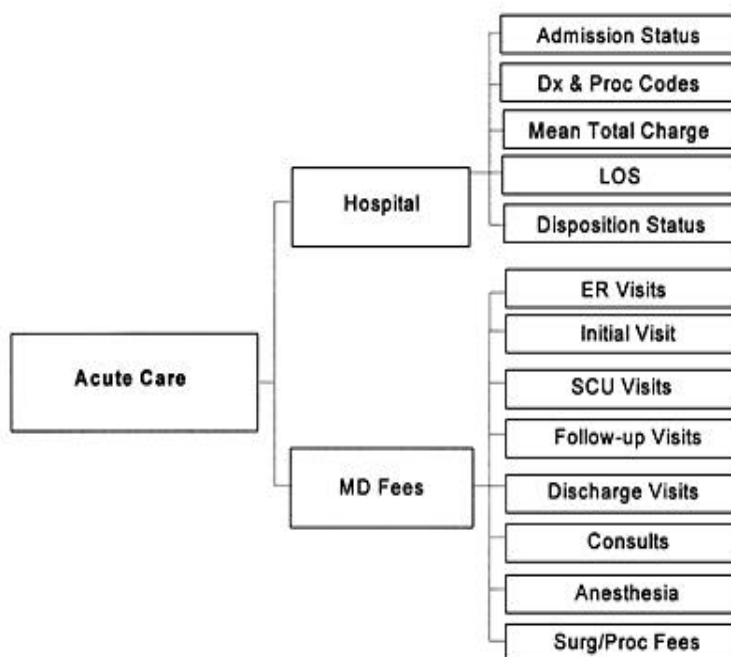 Admission Status
Dx & Proc Codes
Mean Total Charge
LOS
Disposition Status
Hospital
Acute Care
MD Fees
ER Visits
Initial Visit
SCU Visits
Follow-up Visits
Discharge Visits
Consults
Anesthesia
Surg/Proc Fees